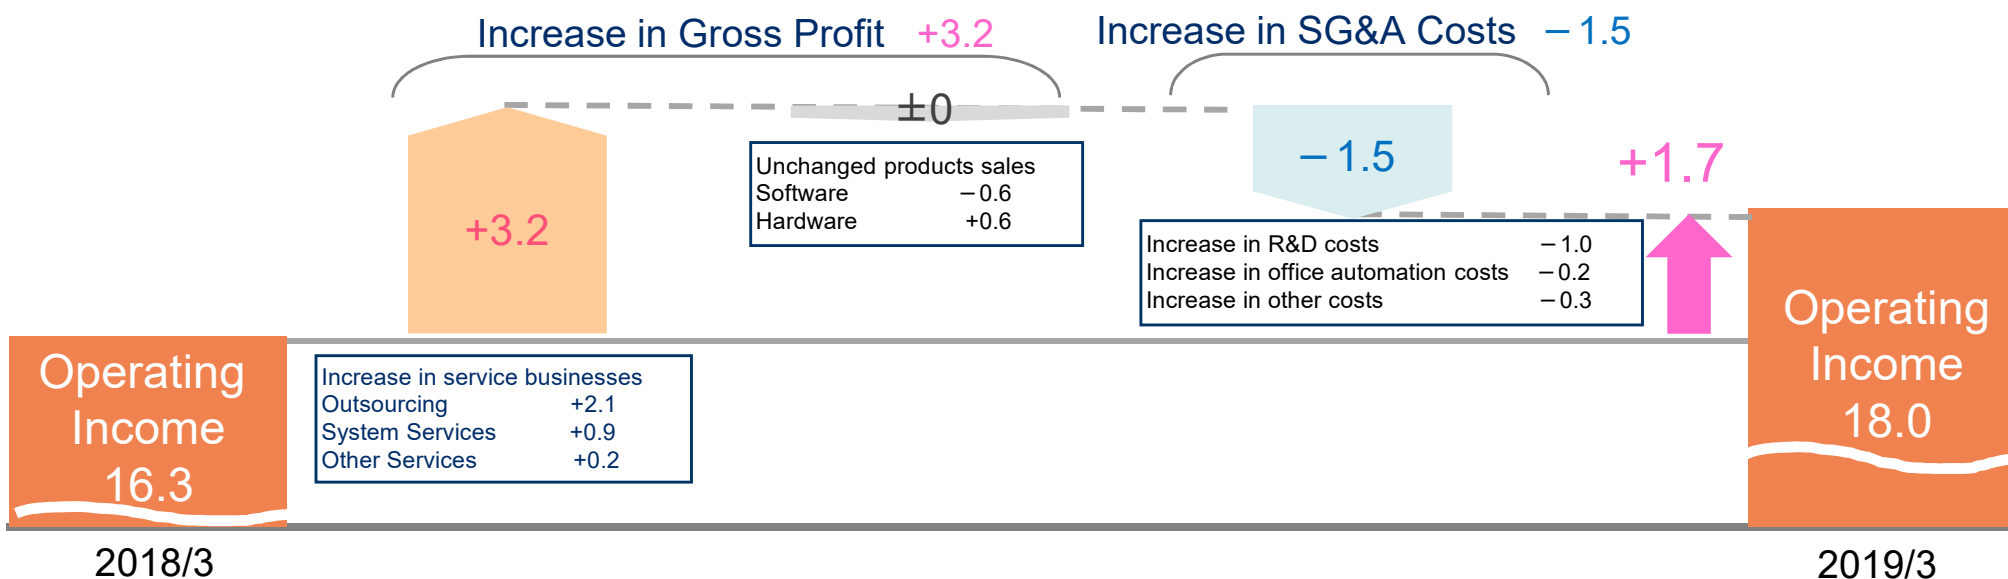 Increase in Gross Profit +3.2
Increase in SG&A Costs −1.5
±0
+3.2
Unchanged products sales
Software −0.6
Hardware +0.6
−1.5
+1.7
Increase in R&D costs −1.0
Increase in office automation costs −0.2
Increase in other costs −0.3
Operating
Income
16.3
Increase in service businesses
Outsourcing +2.1
System Services +0.9
Other Services +0.2
Operating
Income
18.0
2018/3
2019/3